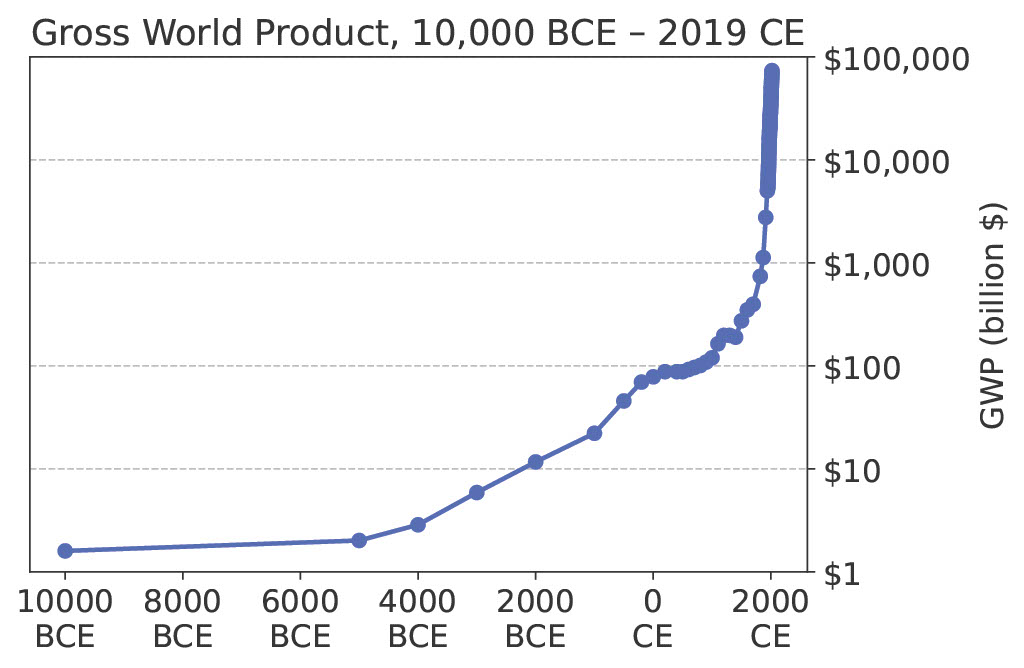 Gross World Product, 10,000 BCE – 2019 CE
$100,000
$10,000
$1,000
$100
$10
$1
GWP (billion $)
10000 8000 6000 4000 2000 0 2000
BCE BCE BCE BCE BCE CE CE